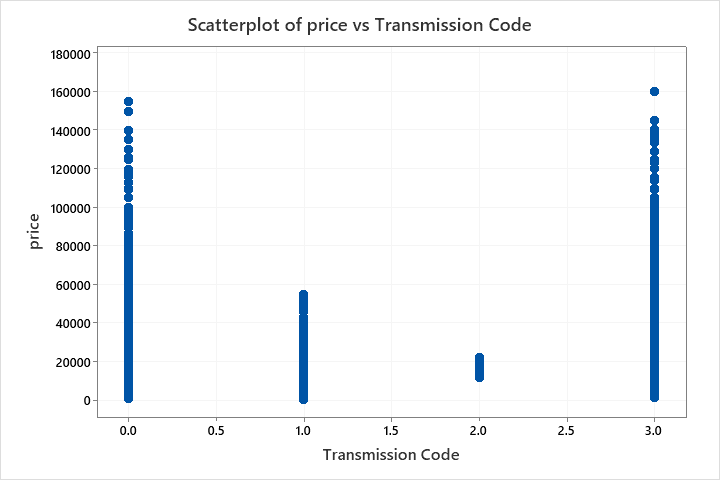 Scatterplot of price vs Transmission Code
180000
160000
140000
120000
100000
80000
60000
40000
20000
0
price
0.0 0.5 1.0 1.5 2.0 2.5 3.0
Transmission Code